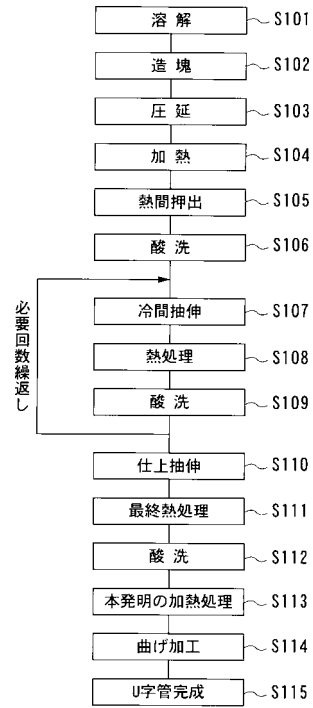 溶解 S101
造塊 S102
圧延 S103
加熱 S104
熱間押出 S105
酸洗 S106
必要回数繰返し
冷間抽伸 S107
熱処理 S108
酸洗 S109
仕上抽伸 S110
最終熱処理 S111
酸洗 S112
本発明の加熱処理 S113
曲げ加工 S114
U字管完成 S115